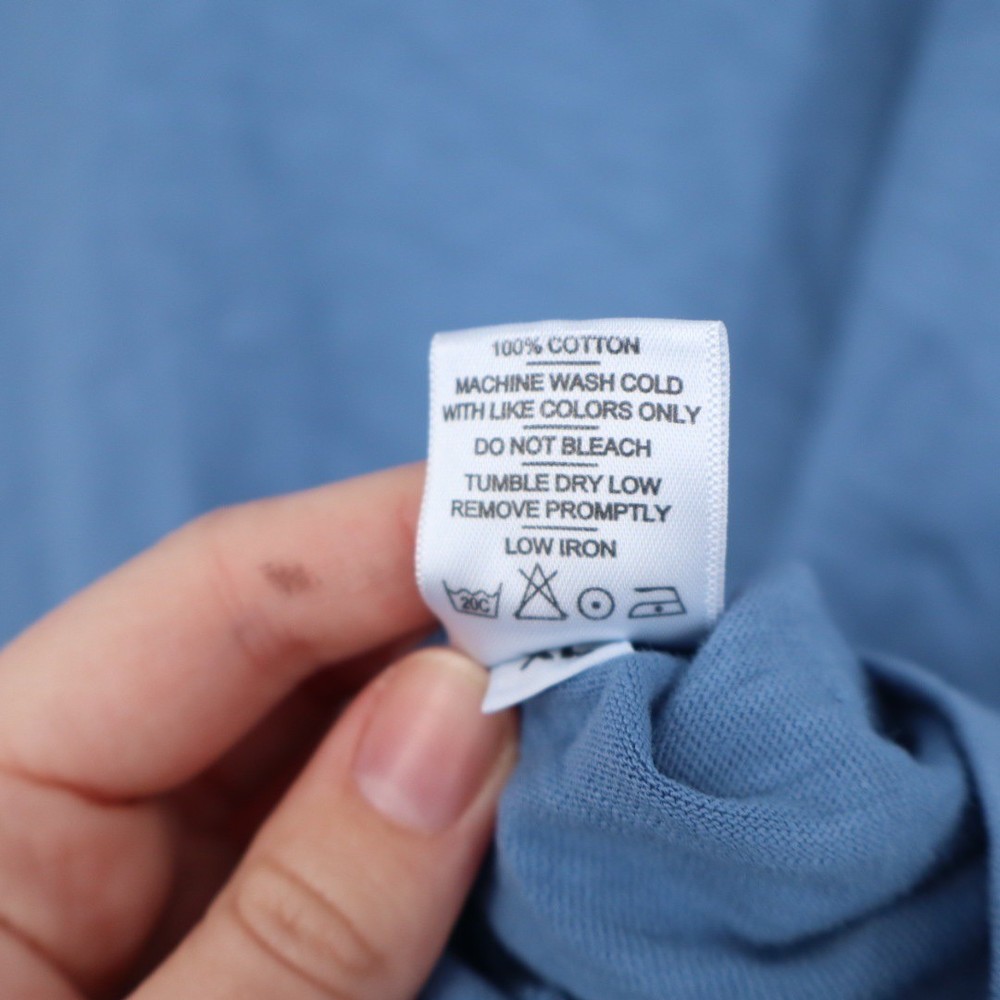 100% COTTON
MACHINE WASH COLD
WITH LIKE COLORS ONLY
DO NOT BLEACH
TUMBLE DRY LOW
REMOVE PROMPTLY
LOW IRON
20C